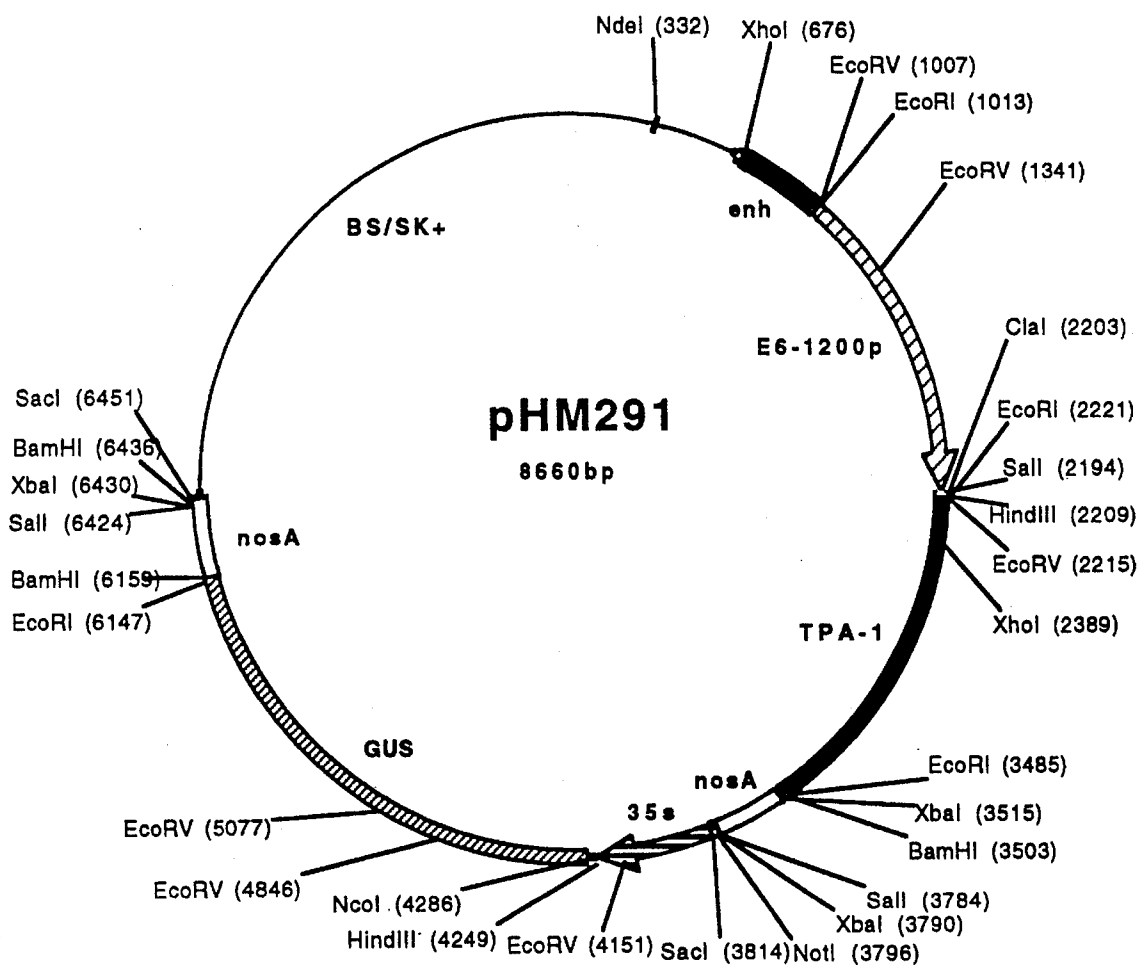 NdeI (332)
XhoI (676)
EcoRV (1007)
EcoRI (1013)
EcoRV (1341)
enh
BS/SK+
E6-1200p
ClaI (2203)
EcoRI (2221)
SalI (2194)
HindIII (2209)
EcoRV (2215)
XhoI (2389)
pHM291
8660bp
SacI (6451)
BamHI (6436)
XbaI (6430)
SalI (6424)
nosA
BamHI (6159)
EcoRI (6147)
TPA-1
GUS
nosA
35s
EcoRI (3485)
XbaI (3515)
BamHI (3503)
EcoRV (5077)
EcoRV (4846)
NcoI (4286)
HindIII (4249)
EcoRV (4151)
SacI (3814)
NotI (3796)
XbaI (3790)
SalI (3784)